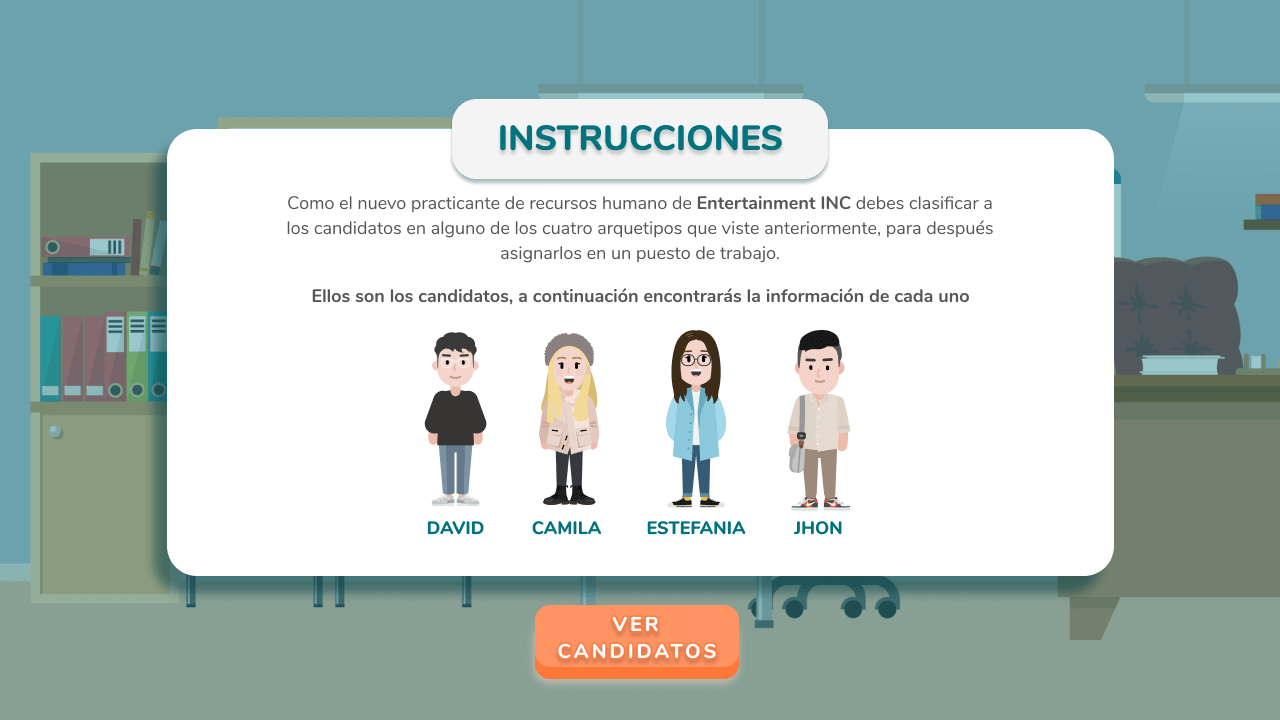 INSTRUCCIONES
Como el nuevo practicante de recursos humano de Entertainment INC debes clasificar a
los candidatos en alguno de los cuatro arquetipos que viste anteriormente, para después
asignarlos en un puesto de trabajo.
Ellos son los candidatos, a continuación encontrarás la información de cada uno
DAVID CAMILA ESTEFANIA JHON
VER
CANDIDATOS